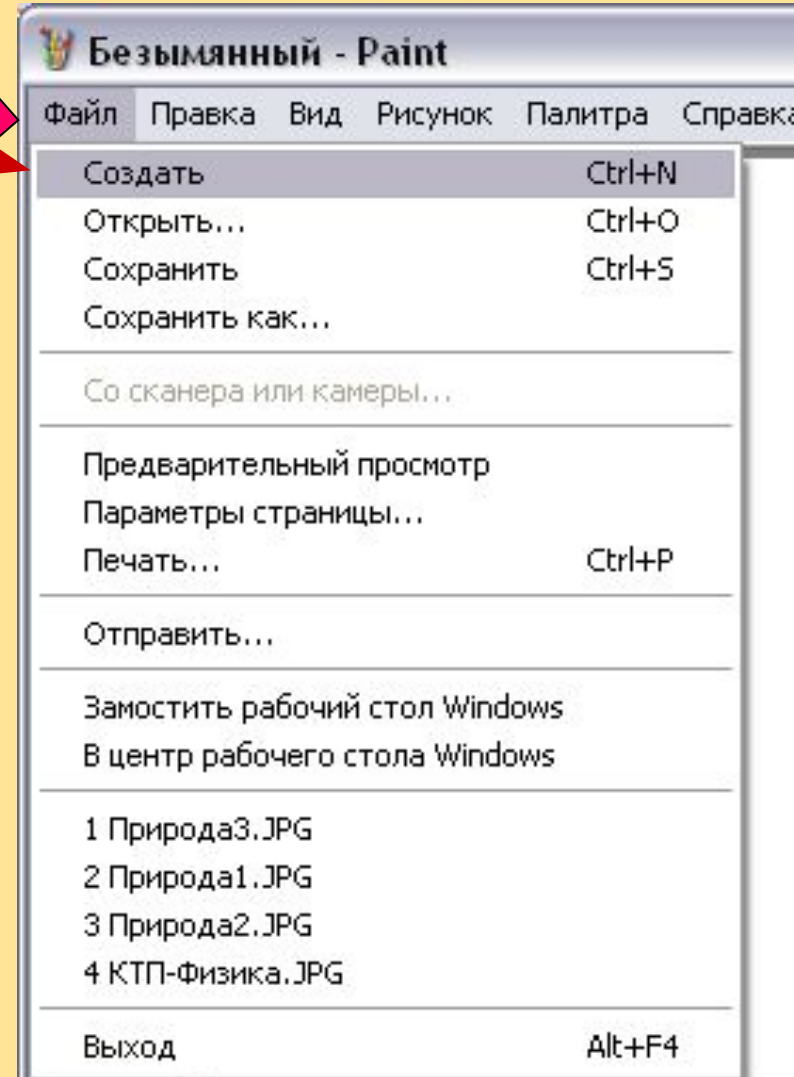 Безымянный - Paint
Файл Правка Вид Рисунок Палитра Справка
Создать Ctrl+N
Открыть... Ctrl+O
Сохранить Ctrl+S
Сохранить как...
Со сканера или камеры...
Предварительный просмотр
Параметры страницы...
Печать... Ctrl+P
Отправить...
Замостить рабочий стол Windows
В центр рабочего стола Windows
1 Природа3.JPG
2 Природа1.JPG
3 Природа2.JPG
4 КТП-Физика.JPG
Выход Alt+F4